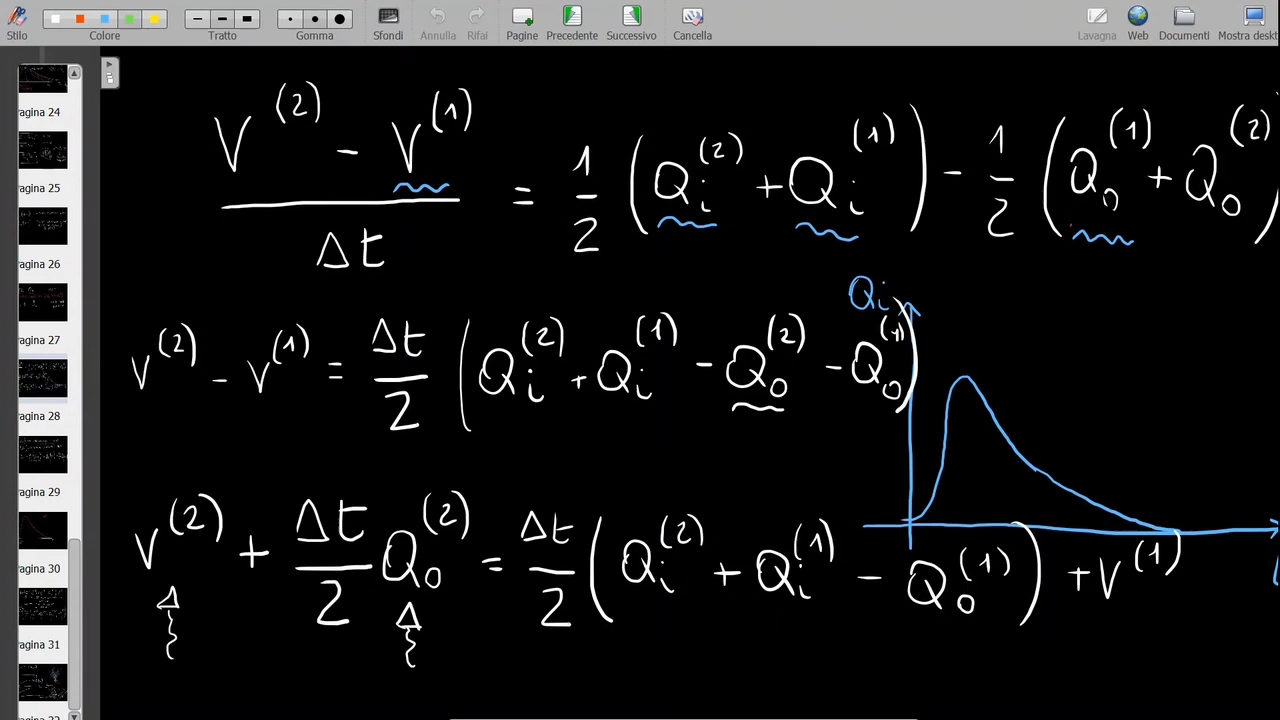 Stilo Colore Tratto Gomma Sfondi Annulla Rifai Pagine Precedente Successivo Cancella Lavagna Web Documenti Mostra deskt
agina 24
agina 25
agina 26
agina 27
agina 28
agina 29
agina 30
agina 31
V^(2) - V^(1) / Δt = 1/2 (Q_i^(2) + Q_i^(1)) - 1/2 (Q_0^(1) + Q_0^(2))
Q_i
V^(2) - V^(1) = Δt/2 (Q_i^(2) + Q_i^(1) - Q_0^(2) - Q_0^(1))
V^(2) + Δt/2 Q_0^(2) = Δt/2 (Q_i^(2) + Q_i^(1) - Q_0^(1)) + V^(1)